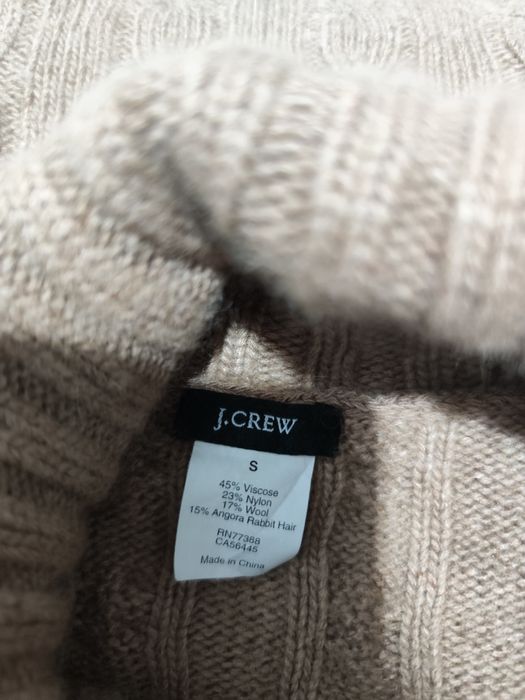 J.CREW
S
45% Viscose
23% Nylon
17% Wool
15% Angora Rabbit Hair
RN77388
CA56445
Made in China